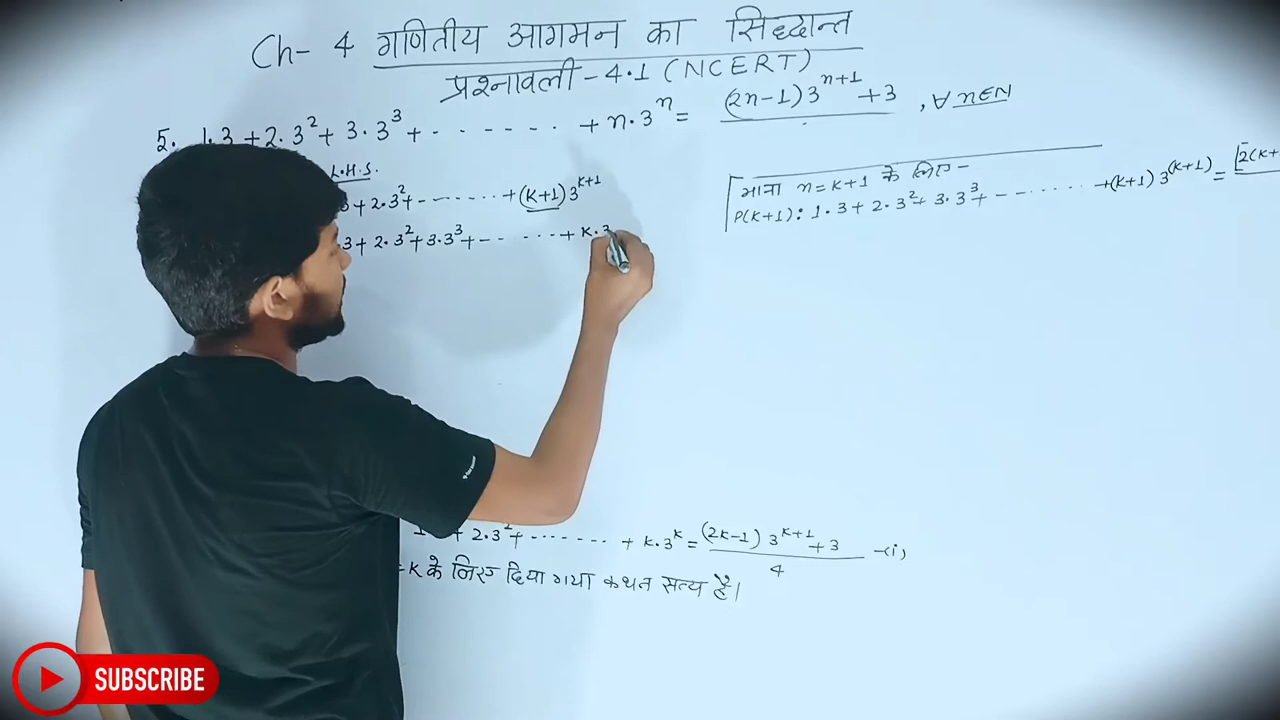 Ch- 4 गणितीय आगमन का सिद्धान्त
प्रश्नावली - 4.1 (NCERT)
5. 1.3 + 2.3² + 3.3³ + - - - - - - - + n.3ⁿ = (2n-1)3ⁿ⁺¹ + 3 , ∀ n∈N
L.H.S.
3 + 2.3² + - - - - - - + (k+1) 3ᵏ⁺¹
.3 + 2.3² + 3.3³ + - - - - - + k.3
माना n = k+1 के लिए -
P(k+1) : 1.3 + 2.3² + 3.3³ + - - - - - - + (k+1) 3⁽ᵏ⁺¹⁾ = [2(k+
+ 2.3² + - - - - - - - + k.3ᵏ = (2k-1) 3ᵏ⁺¹ + 3 / 4 -(i)
k के लिए दिया गया कथन सत्य है।
SUBSCRIBE